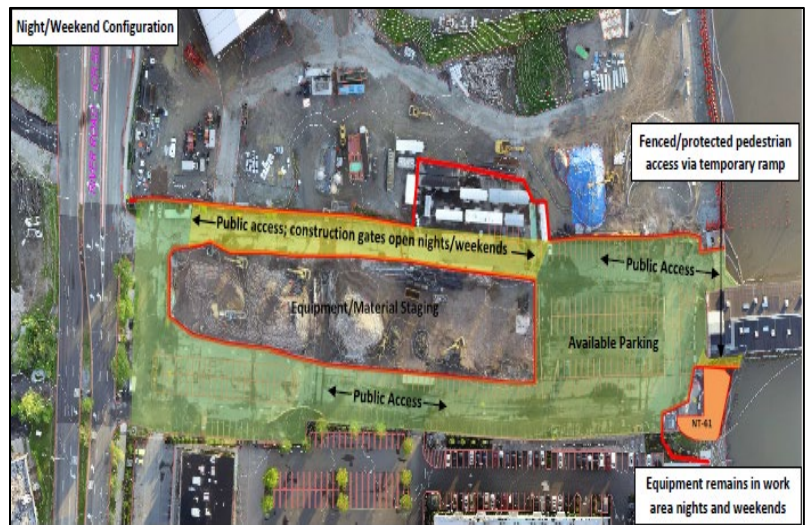 Night/Weekend Configuration
Fenced/protected pedestrian
access via temporary ramp
Public access; construction gates open nights/weekends
Public Access
Equipment/Material Staging
Available Parking
Public Access
NT-61
Equipment remains in work
area nights and weekends